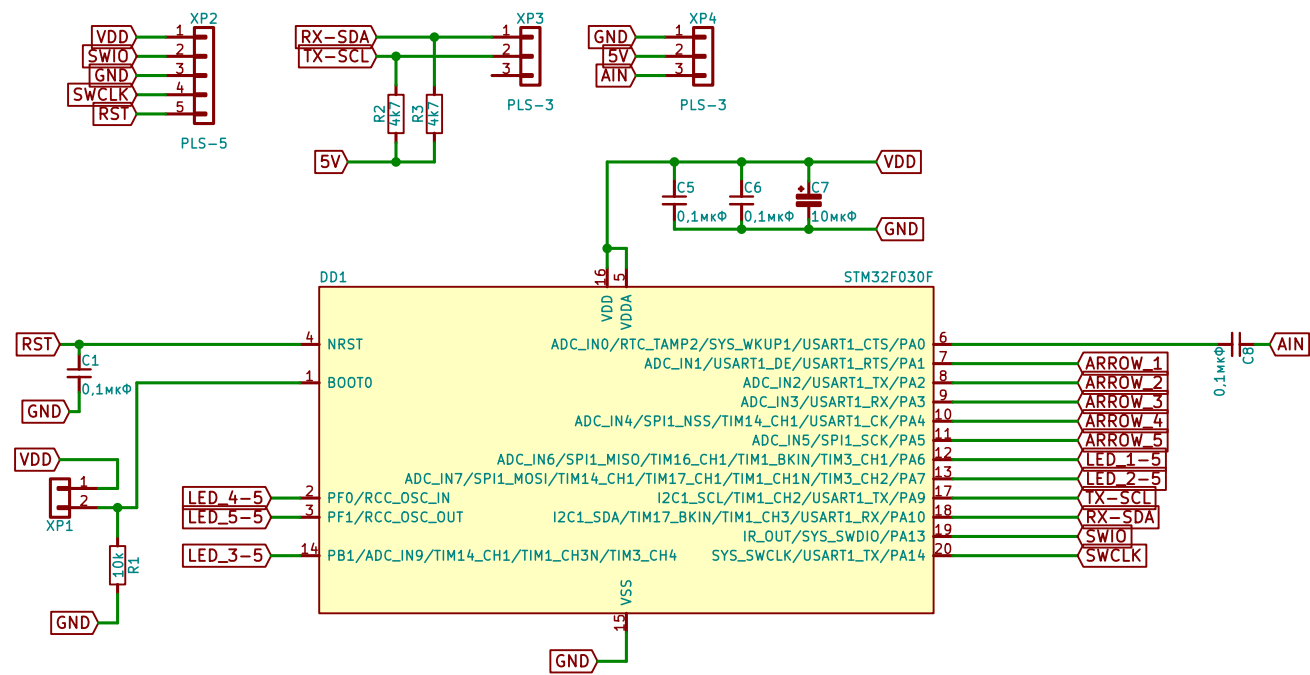 XP2
VDD 1
SWIO 2
GND 3
SWCLK 4
RST 5
PLS-5
XP3
RX-SDA 1
TX-SCL 2
3
PLS-3
R2
4k7
R3
4k7
5V
XP4
GND 1
5V 2
AIN 3
PLS-3
VDD
C5
0,1мкФ
C6
0,1мкФ
C7
10мкФ
GND
DD1
STM32F030F
16
VDD
5
VDDA
RST
4 NRST
C1
0,1мкФ
GND
1 BOOT0
VDD
1
2
XP1
10k
R1
GND
LED_4-5 2 PF0/RCC_OSC_IN
LED_5-5 3 PF1/RCC_OSC_OUT
LED_3-5 14 PB1/ADC_IN9/TIM14_CH1/TIM1_CH3N/TIM3_CH4
ADC_IN0/RTC_TAMP2/SYS_WKUP1/USART1_CTS/PA0 6
0,1мкФ
C8
AIN
ADC_IN1/USART1_DE/USART1_RTS/PA1 7 ARROW_1
ADC_IN2/USART1_TX/PA2 8 ARROW_2
ADC_IN3/USART1_RX/PA3 9 ARROW_3
ADC_IN4/SPI1_NSS/TIM14_CH1/USART1_CK/PA4 10 ARROW_4
ADC_IN5/SPI1_SCK/PA5 11 ARROW_5
ADC_IN6/SPI1_MISO/TIM16_CH1/TIM1_BKIN/TIM3_CH1/PA6 12 LED_1-5
ADC_IN7/SPI1_MOSI/TIM14_CH1/TIM17_CH1/TIM1_CH1N/TIM3_CH2/PA7 13 LED_2-5
I2C1_SCL/TIM1_CH2/USART1_TX/PA9 17 TX-SCL
I2C1_SDA/TIM17_BKIN/TIM1_CH3/USART1_RX/PA10 18 RX-SDA
IR_OUT/SYS_SWDIO/PA13 19 SWIO
SYS_SWCLK/USART1_TX/PA14 20 SWCLK
VSS
15
GND